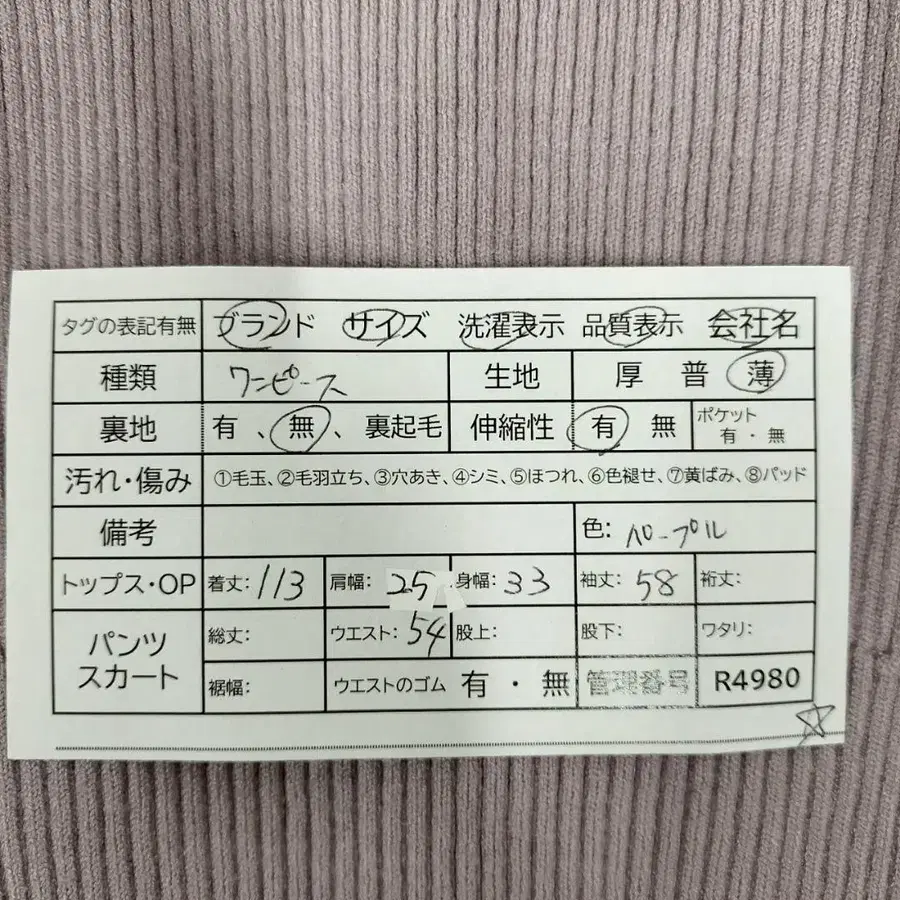 タグの表記有無 ブランド サイズ 洗濯表示 品質表示 会社名
種類 ワンピース 生地 厚 普 薄
裏地 有 、無、裏起毛 伸縮性 有 無 ポケット 有・無
汚れ・傷み ①毛玉、②毛羽立ち、③穴あき、④シミ、⑤ほつれ、⑥色褪せ、⑦黄ばみ、⑧パッド
備考 色: パープル
トップス・OP 着丈: 113 肩幅: 25 身幅: 33 袖丈: 58 裄丈:
パンツ スカート 総丈: ウエスト: 54 股上: 股下: ワタリ:
裾幅: ウエストのゴム 有・無 管理番号 R4980